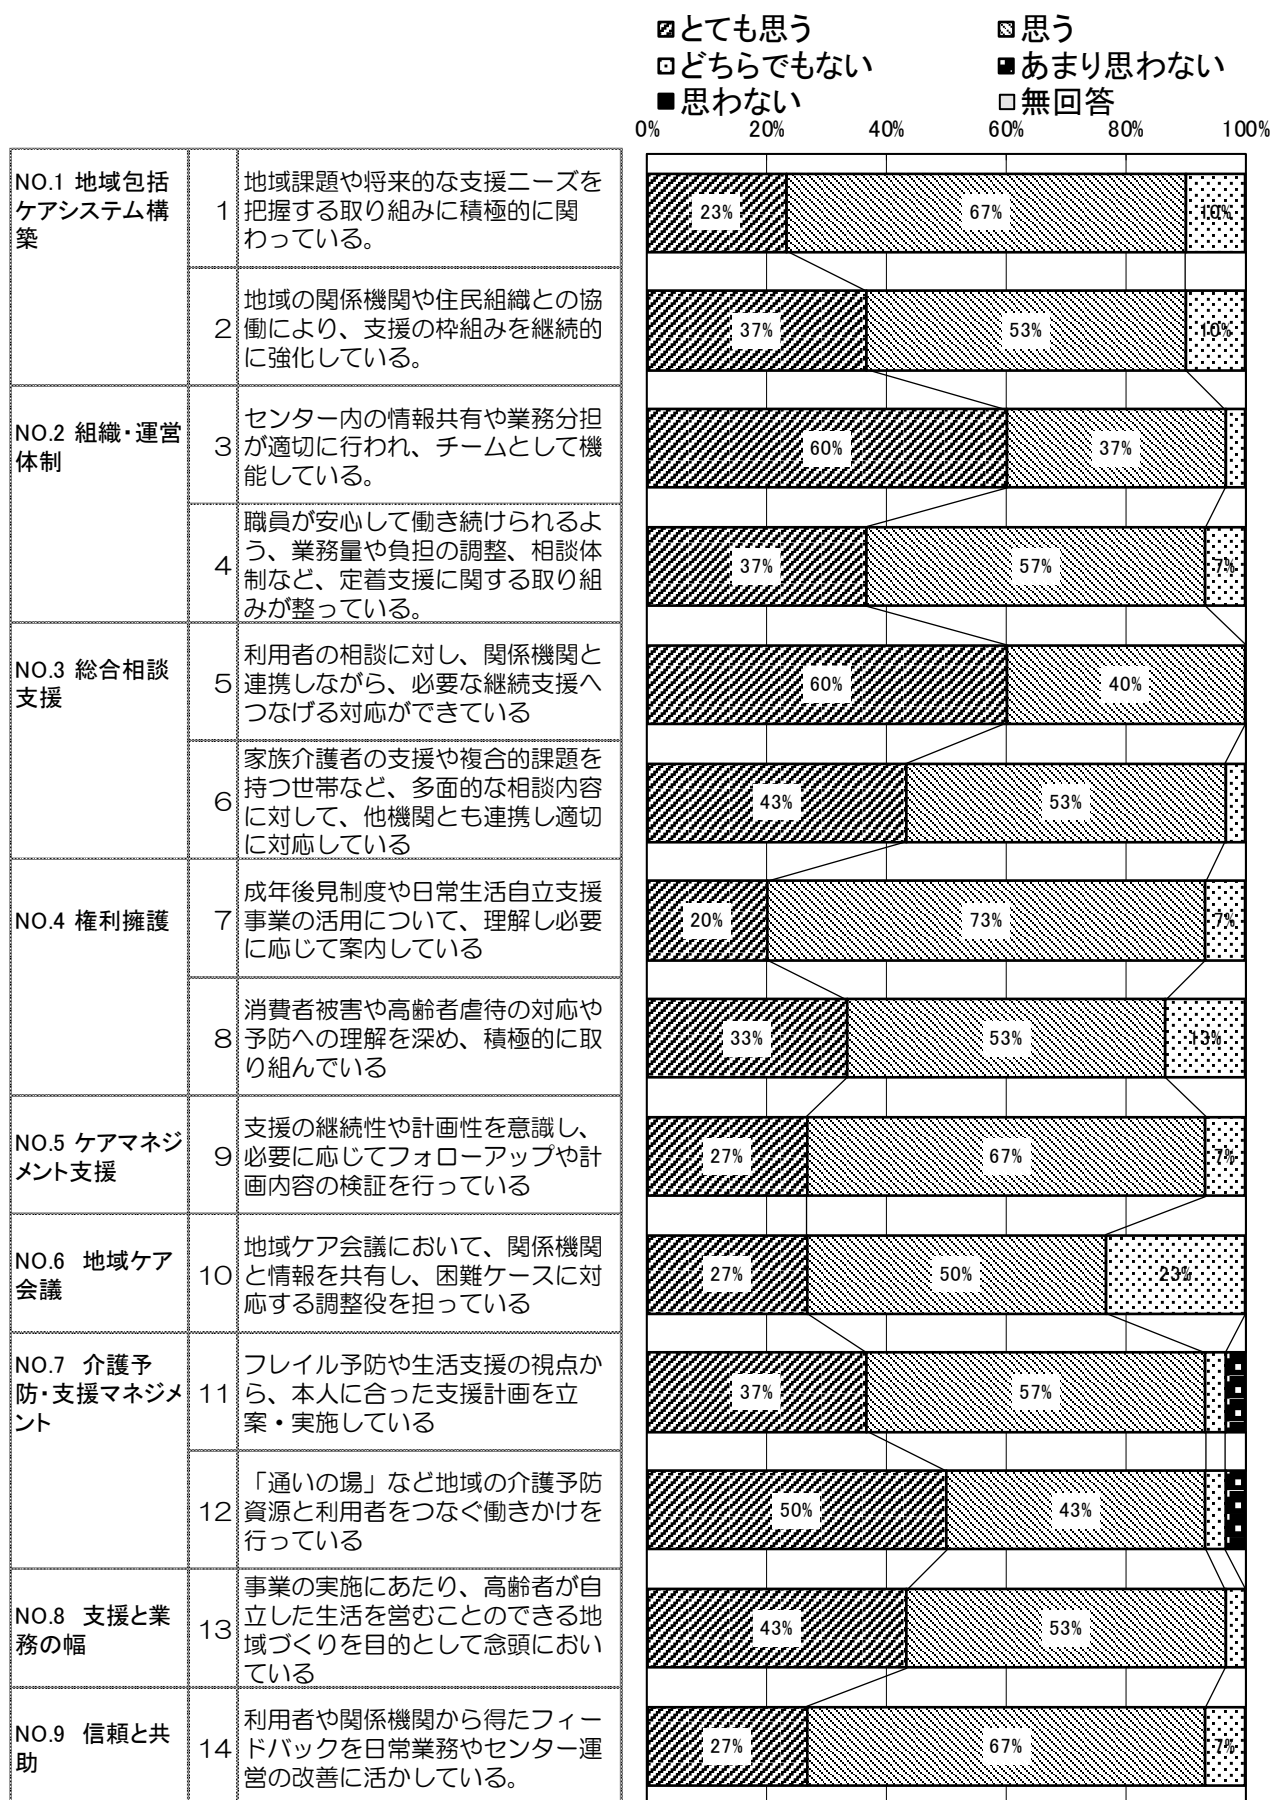 とても思う
思う
どちらでもない
あまり思わない
思わない
無回答
0%
20%
40%
60%
80%
100%
NO.1 地域包括
ケアシステム構
築
1
地域課題や将来的な支援ニーズを
把握する取り組みに積極的に関
わっている。
23%
67%
10%
2
地域の関係機関や住民組織との協
働により、支援の枠組みを継続的
に強化している。
37%
53%
10%
NO.2 組織・運営
体制
3
センター内の情報共有や業務分担
が適切に行われ、チームとして機
能している。
60%
37%
4
職員が安心して働き続けられるよ
う、業務量や負担の調整、相談体
制など、定着支援に関する取り組
みが整っている。
37%
57%
7%
NO.3 総合相談
支援
5
利用者の相談に対し、関係機関と
連携しながら、必要な継続支援へ
つなげる対応ができている
60%
40%
6
家族介護者の支援や複合的課題を
持つ世帯など、多面的な相談内容
に対して、他機関とも連携し適切
に対応している
43%
53%
NO.4 権利擁護
7
成年後見制度や日常生活自立支援
事業の活用について、理解し必要
に応じて案内している
20%
73%
7%
8
消費者被害や高齢者虐待の対応や
予防への理解を深め、積極的に取
り組んでいる
33%
53%
13%
NO.5 ケアマネジ
メント支援
9
支援の継続性や計画性を意識し、
必要に応じてフォローアップや計
画内容の検証を行っている
27%
67%
7%
NO.6 地域ケア
会議
10
地域ケア会議において、関係機関
と情報を共有し、困難ケースに対
応する調整役を担っている
27%
50%
23%
NO.7 介護予
防・支援マネジメ
ント
11
フレイル予防や生活支援の視点か
ら、本人に合った支援計画を立
案・実施している
37%
57%
12
「通いの場」など地域の介護予防
資源と利用者をつなぐ働きかけを
行っている
50%
43%
NO.8 支援と業
務の幅
13
事業の実施にあたり、高齢者が自
立した生活を営むことのできる地
域づくりを目的として念頭におい
ている
43%
53%
NO.9 信頼と共
助
14
利用者や関係機関から得たフィー
ドバックを日常業務やセンター運
営の改善に活かしている。
27%
67%
7%